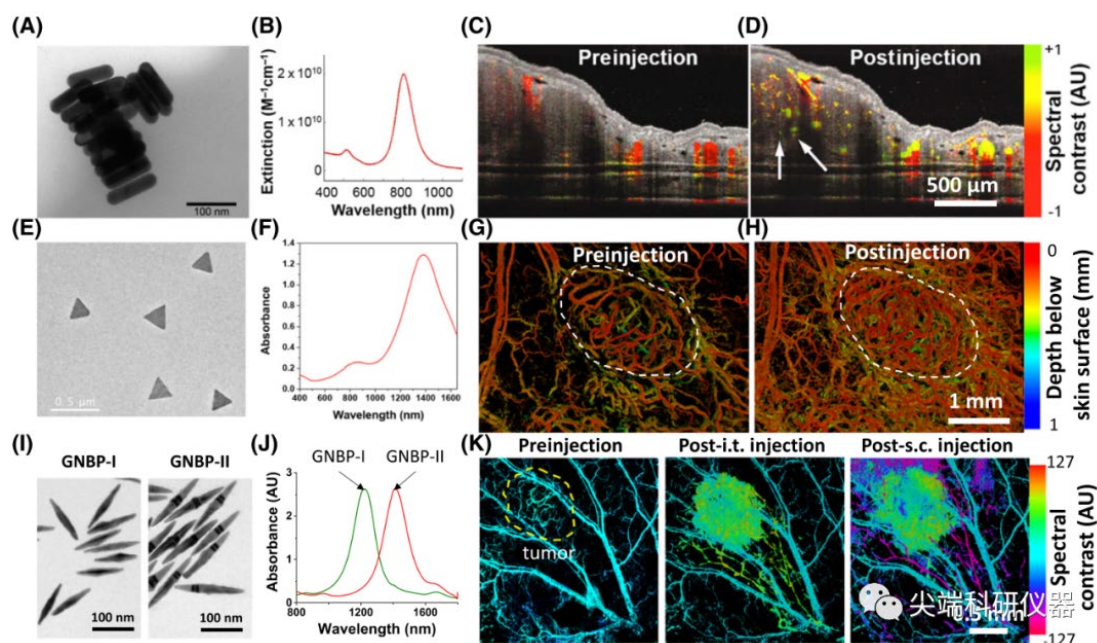 (A)
100 nm
(B)
Extinction (M⁻¹cm⁻¹)
2 x 10¹⁰
1x10¹⁰
0
400 600 800 1000
Wavelength (nm)
(C)
Preinjection
(D)
Postinjection
500 µm
+1
Spectral
contrast (AU)
-1
(E)
0.5 µm
(F)
Absorbance
1.4
1.2
1.0
0.8
0.6
0.4
0.2
0.0
400 600 800 1000 1200 1400 1600
Wavelength (nm)
(G)
Preinjection
(H)
Postinjection
1 mm
0
Depth below
skin surface (mm)
1
(I)
GNBP-I
100 nm
GNBP-II
100 nm
(J)
GNBP-I
GNBP-II
Absorbance (AU)
3
2
1
0
800 1200 1600
Wavelength (nm)
(K)
Preinjection
tumor
Post-i.t. injection
Post-s.c. injection
0.5 mm
127
Spectral
contrast (AU)
127
尖端科研仪器